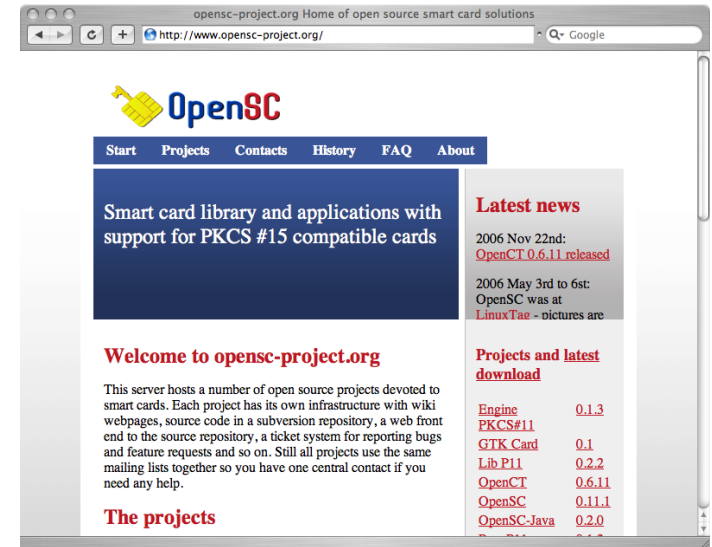 opensc-project.org Home of open source smart card solutions
http://www.opensc-project.org/
Google
OpenSC
Start Projects Contacts History FAQ About
Smart card library and applications with
support for PKCS #15 compatible cards
Latest news
2006 Nov 22nd:
OpenCT 0.6.11 released
2006 May 3rd to 6st:
OpenSC was at
LinuxTag - pictures are
Welcome to opensc-project.org
This server hosts a number of open source projects devoted to
smart cards. Each project has its own infrastructure with wiki
webpages, source code in a subversion repository, a web front
end to the source repository, a ticket system for reporting bugs
and feature requests and so on. Still all projects use the same
mailing lists together so you have one central contact if you
need any help.
The projects
Projects and latest
download
Engine 0.1.3
PKCS#11
GTK Card 0.1
Lib P11 0.2.2
OpenCT 0.6.11
OpenSC 0.11.1
OpenSC-Java 0.2.0